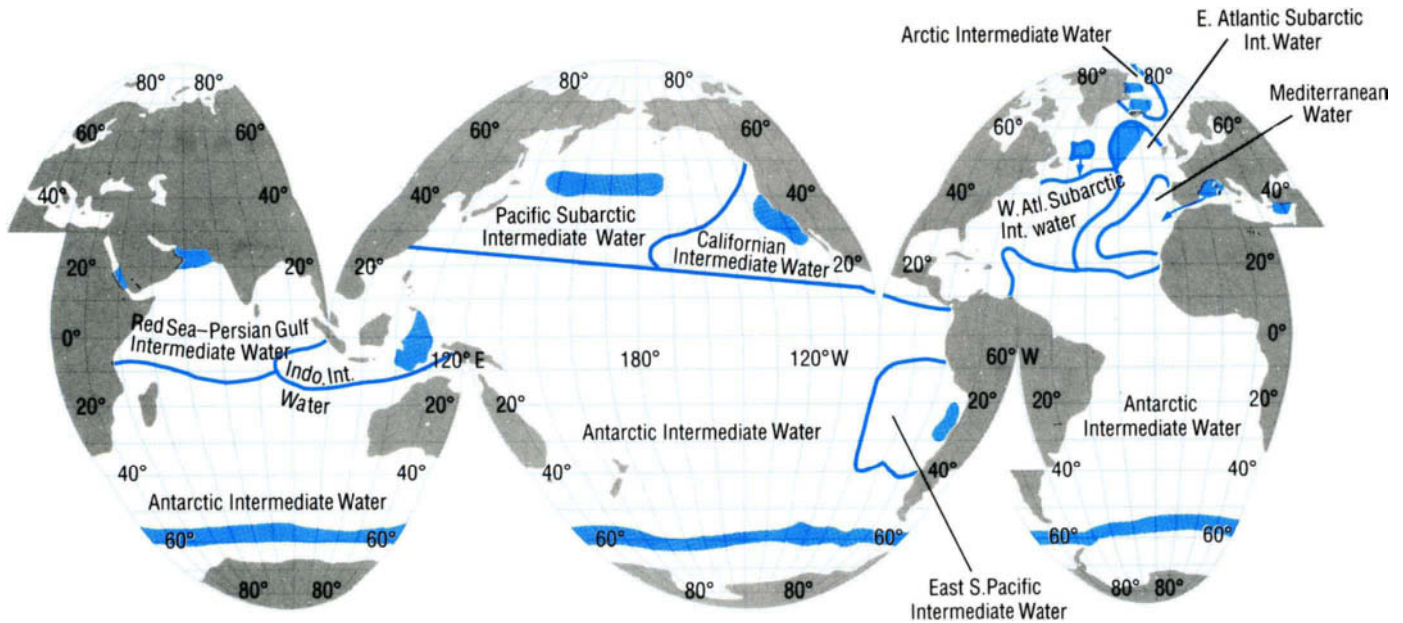 Arctic Intermediate Water
E. Atlantic Subarctic
Int. Water
Mediterranean
Water
80° 80°
60° 60°
40° 40°
20° 20°
0°
Red Sea–Persian Gulf
Intermediate Water
Indo. Int.
Water
120° E
20° 20°
40° 40°
Antarctic Intermediate Water
60° 60°
80° 80°
80° 80°
60° 60°
40°
Pacific Subarctic
Intermediate Water
Californian
Intermediate Water
20° 20°
180° 120°W
20° 20°
Antarctic Intermediate Water
40° 40°
60° 60°
80° 80°
East S.Pacific
Intermediate Water
80° 80°
60° 60°
40° 40°
W. Atl. Subarctic
Int. water
20° 20°
0°
60° W
20° 20°
Antarctic
Intermediate Water
40° 40°
60° 60°
80° 80°